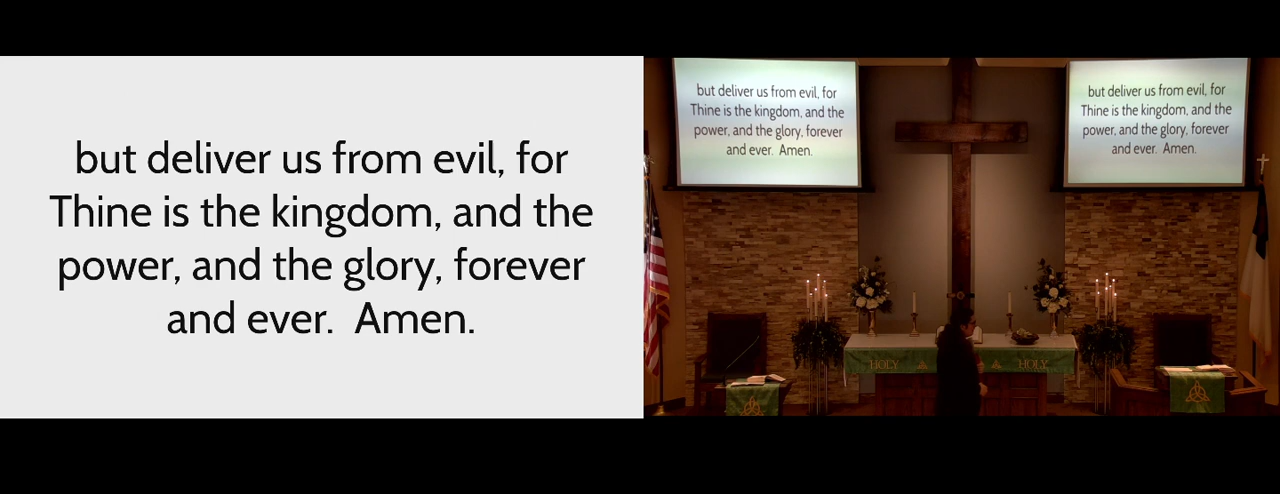 but deliver us from evil, for
Thine is the kingdom, and the
power, and the glory, forever
and ever.  Amen.
but deliver us from evil, for
Thine is the kingdom, and the
power, and the glory, forever
and ever.  Amen.
but deliver us from evil, for
Thine is the kingdom, and the
power, and the glory, forever
and ever.  Amen.
HOLY HOLY